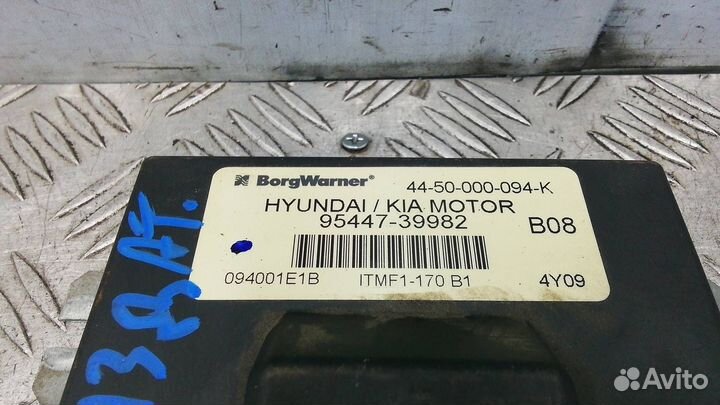 BorgWarner 44-50-000-094-K
HYUNDAI / KIA MOTOR
95447-39982 B08
094001E1B ITMF1-170 B1 4Y09
Avito